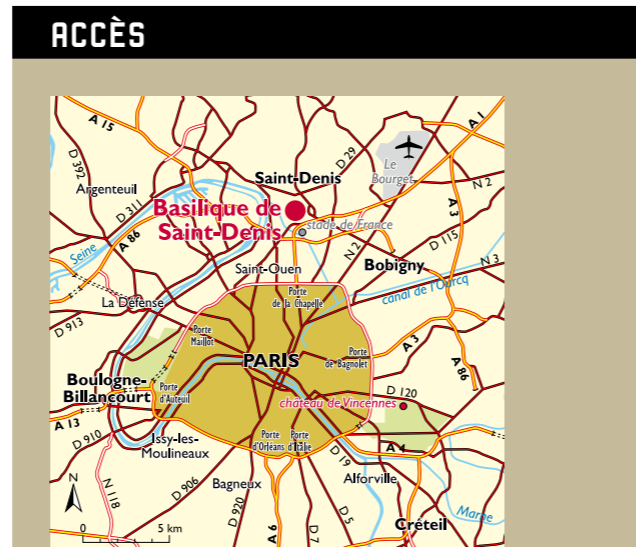 ACCÈS
A 15
A 1
D 392
D 29
Le
Bourget
Argenteuil
Saint-Denis
N 2
D 311
Basilique de
Saint-Denis
stade de France
A 3
A 86
Seine
N 2
D 115
Saint-Ouen
Bobigny
N 3
canal de l'Ourcq
La Défense
Porte
de la Chapelle
D 913
Porte
Maillot
A 3
PARIS
Porte
de Bagnolet
A 86
Boulogne-
Billancourt
Porte
d'Auteuil
D 120
château de Vincennes
A 13
D 910
Issy-les-
Moulineaux
Porte
d'Orléans
Porte
d'Italie
A 4
D 19
N 118
D 906
Bagneux
Alforville
N
D 920
A 6
D 7
D 5
Marne
Créteil
0 5 km